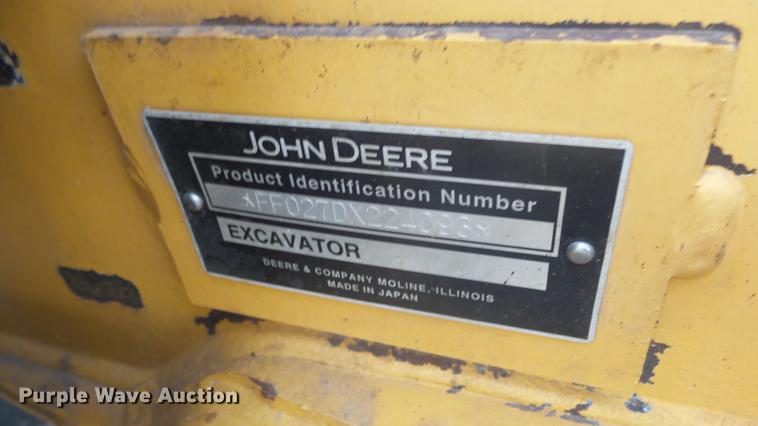 JOHN DEERE
Product Identification Number
*FF027DX224093*
EXCAVATOR
DEERE & COMPANY MOLINE, ILLINOIS
MADE IN JAPAN
Purple Wave Auction®